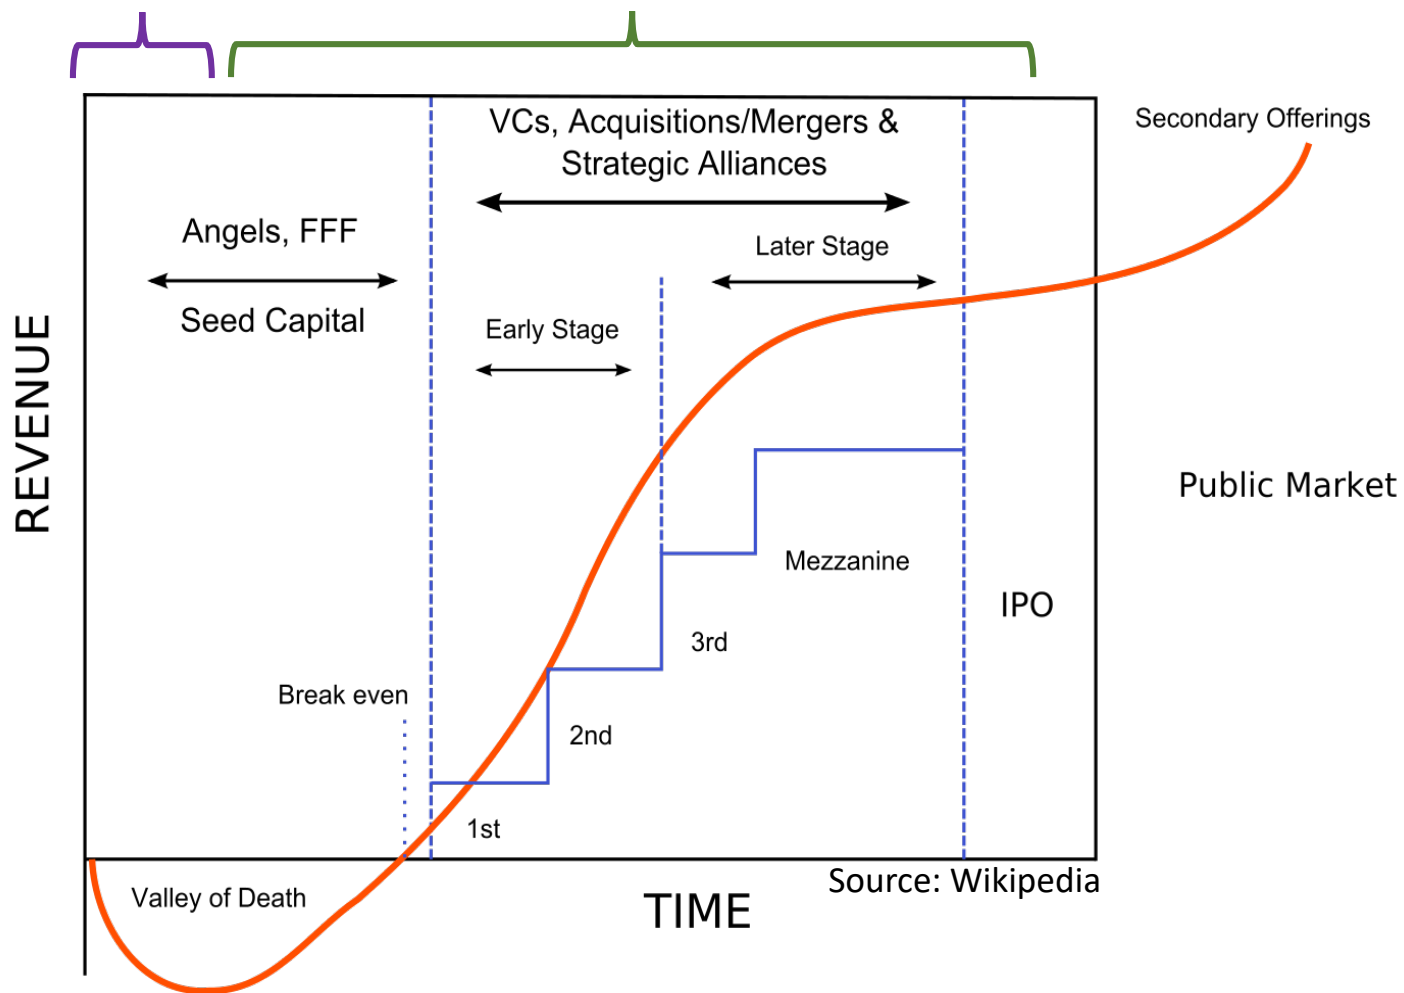 VCs, Acquisitions/Mergers &
Strategic Alliances
Secondary Offerings
Angels, FFF
Seed Capital
Later Stage
Early Stage
REVENUE
Public Market
Mezzanine
IPO
3rd
Break even
2nd
1st
Valley of Death
TIME
Source: Wikipedia